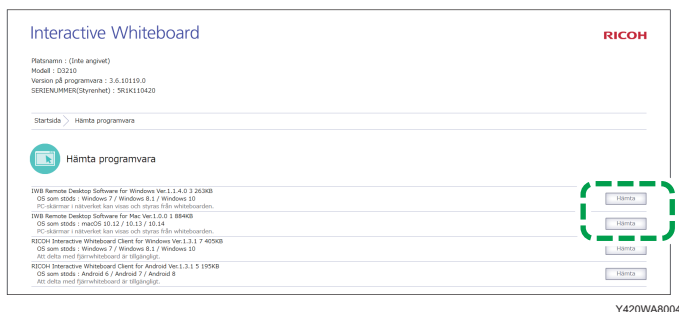 Interactive Whiteboard
RICOH
Platsnamn : (Inte angivet)
Modell : D3210
Version på programvara : 3.6.10119.0
SERIENUMMER(Styrenhet) : 5R1K110420
Startsida > Hämta programvara
Hämta programvara
IWB Remote Desktop Software for Windows Ver.1.1.4.0 3 263KB
OS som stöds : Windows 7 / Windows 8.1 / Windows 10
Hämta
PC-skärmar i nätverket kan visas och styras från whiteboarden.
IWB Remote Desktop Software for Mac Ver.1.0.0 1 884KB
OS som stöds : macOS 10.12 / 10.13 / 10.14
Hämta
PC-skärmar i nätverket kan visas och styras från whiteboarden.
RICOH Interactive Whiteboard Client for Windows Ver.1.3.1 7 405KB
OS som stöds : Windows 7 / Windows 8.1 / Windows 10
Hämta
Att delta med fjärrwhiteboard är tillgängligt.
RICOH Interactive Whiteboard Client for Android Ver.1.3.1 5 195KB
OS som stöds : Android 6 / Android 7 / Android 8
Hämta
Att delta med fjärrwhiteboard är tillgängligt.
Y420WA8004